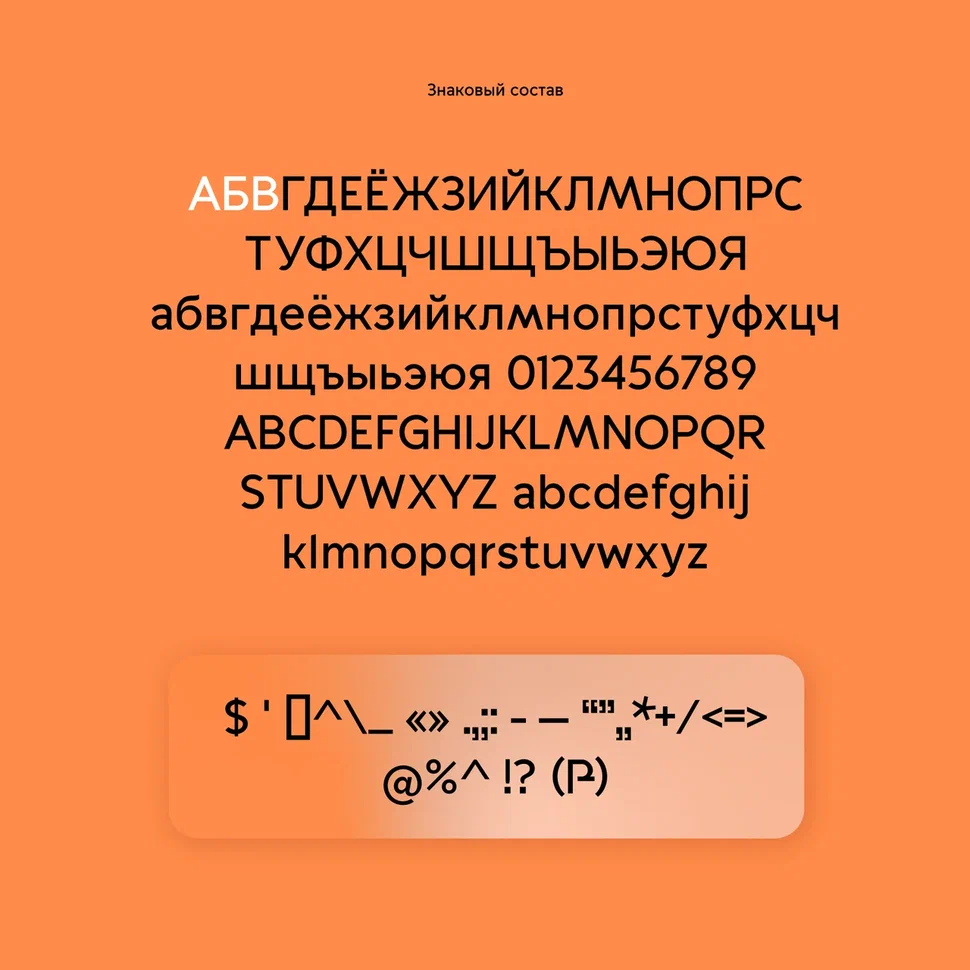 Знаковый состав
АБВГДЕЁЖЗИЙКЛМНОПРС
ТУФХЦЧШЩЪЫЬЭЮЯ
абвгдеёжзийклмнопрстуфхцч
шщъыьэюя 0123456789
ABCDEFGHIJKLMNOPQR
STUVWXYZ abcdefghij
klmnopqrstuvwxyz
$ ' []^\_ «» .,;: - — “”„*+/<=>
@%^ !? ()